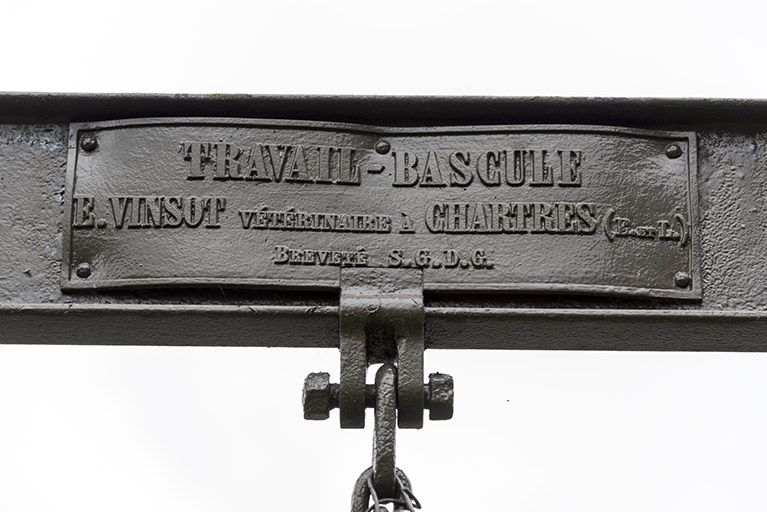 TRAVAIL-BASCULE
E. VINSOT VÉTÉRINAIRE À CHARTRES (E. ET L.)
BREVETÉ S.G.D.G.